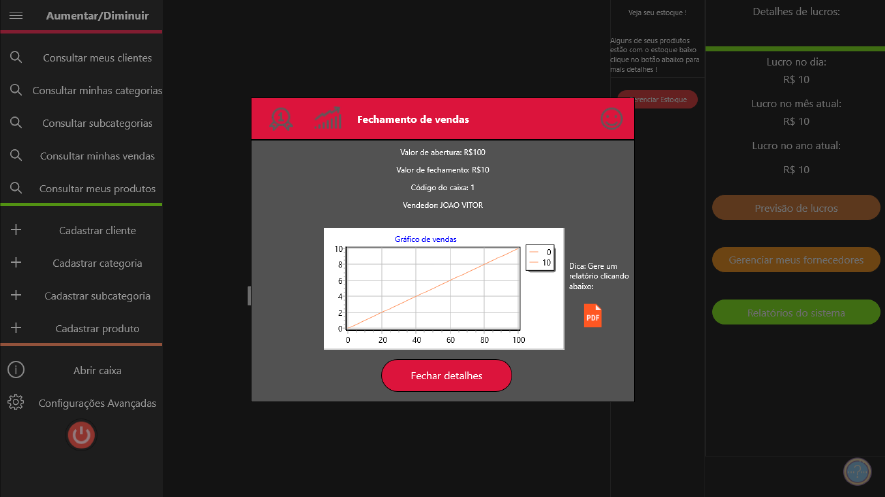 Aumentar/Diminuir
Consultar meus clientes
Consultar minhas categorias
Consultar subcategorias
Consultar minhas vendas
Consultar meus produtos
Cadastrar cliente
Cadastrar categoria
Cadastrar subcategoria
Cadastrar produto
Abrir caixa
Configurações Avançadas
Fechamento de vendas
Valor de abertura: R$100
Valor de fechamento: R$10
Código do caixa: 1
Vendedor: JOAO VITOR
Gráfico de vendas
10
8
6
4
2
0
0 20 40 60 80 100
0
10
Dica: Gere um
relatório clicando
abaixo:
PDF
Fechar detalhes
Veja seu estoque !
Alguns de seus produtos
estão com o estoque baixo
clique no botão abaixo para
mais detalhes !
Gerenciar Estoque
Detalhes de lucros:
Lucro no dia:
R$ 10
Lucro no mês atual:
R$ 10
Lucro no ano atual:
R$ 10
Previsão de lucros
Gerenciar meus fornecedores
Relatórios do sistema